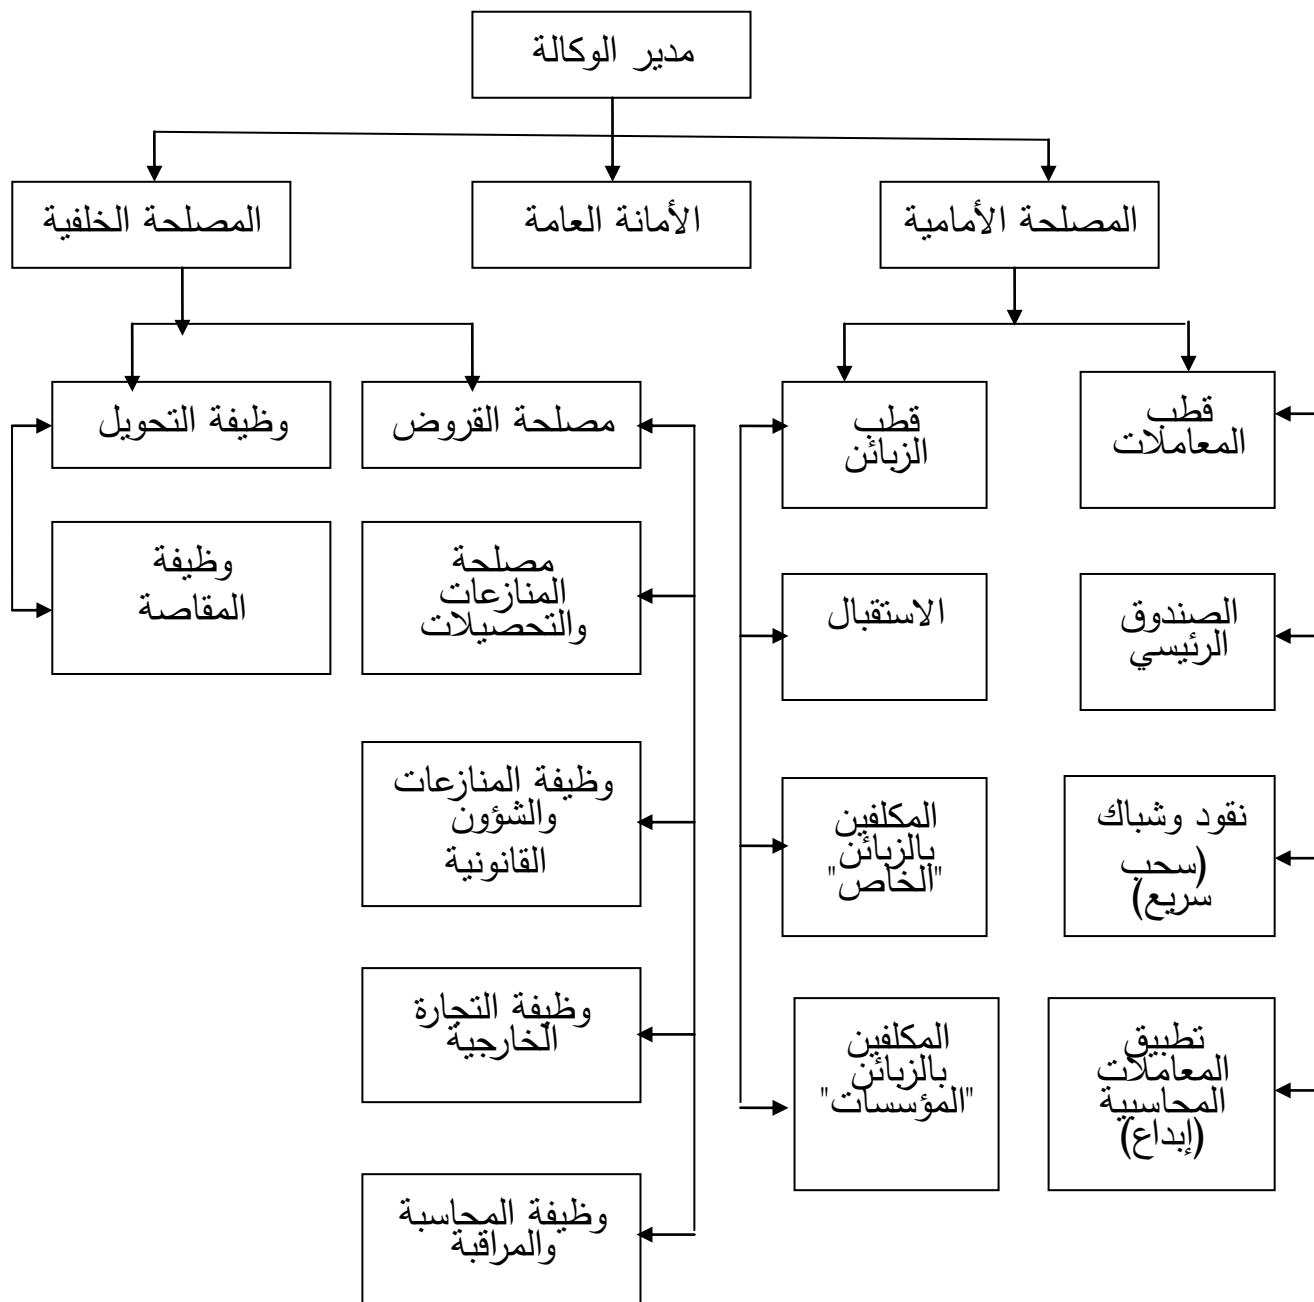 مدير الوكالة
المصلحة الأمامية
الأمانة العامة
المصلحة الخلفية
قطب
المعاملات
قطب
الزبائن
مصلحة القروض
وظيفة التحويل
الصندوق
الرئيسي
الاستقبال
مصلحة
المنازعات
والتحصيلات
وظيفة
المقاصة
نقود وشباك
(سحب
سريع)
المكلفين
بالزبائن
"الخاص"
وظيفة المنازعات
والشؤون
القانونية
تطبيق
المعاملات
المحاسبية
(إبداع)
المكلفين
بالزبائن
"المؤسسات"
وظيفة التجارة
الخارجية
وظيفة المحاسبة
والمراقبة